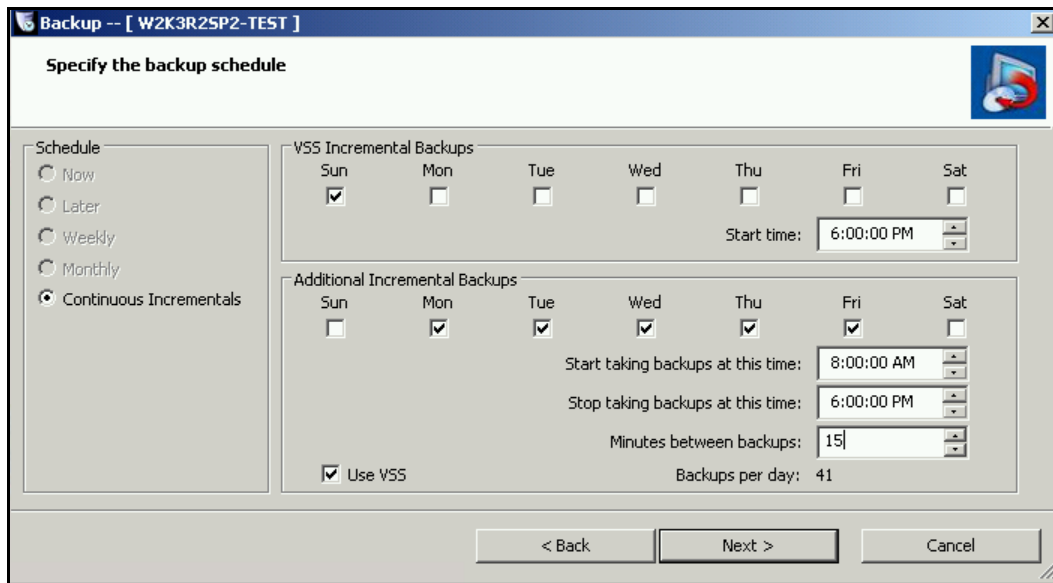 Backup -- [ W2K3R2SP2-TEST ]
Specify the backup schedule
Schedule
Now
Later
Weekly
Monthly
Continuous Incrementals
VSS Incremental Backups
Sun Mon Tue Wed Thu Fri Sat
Start time: 6:00:00 PM
Additional Incremental Backups
Sun Mon Tue Wed Thu Fri Sat
Start taking backups at this time: 8:00:00 AM
Stop taking backups at this time: 6:00:00 PM
Minutes between backups: 15
Use VSS Backups per day: 41
< Back Next > Cancel